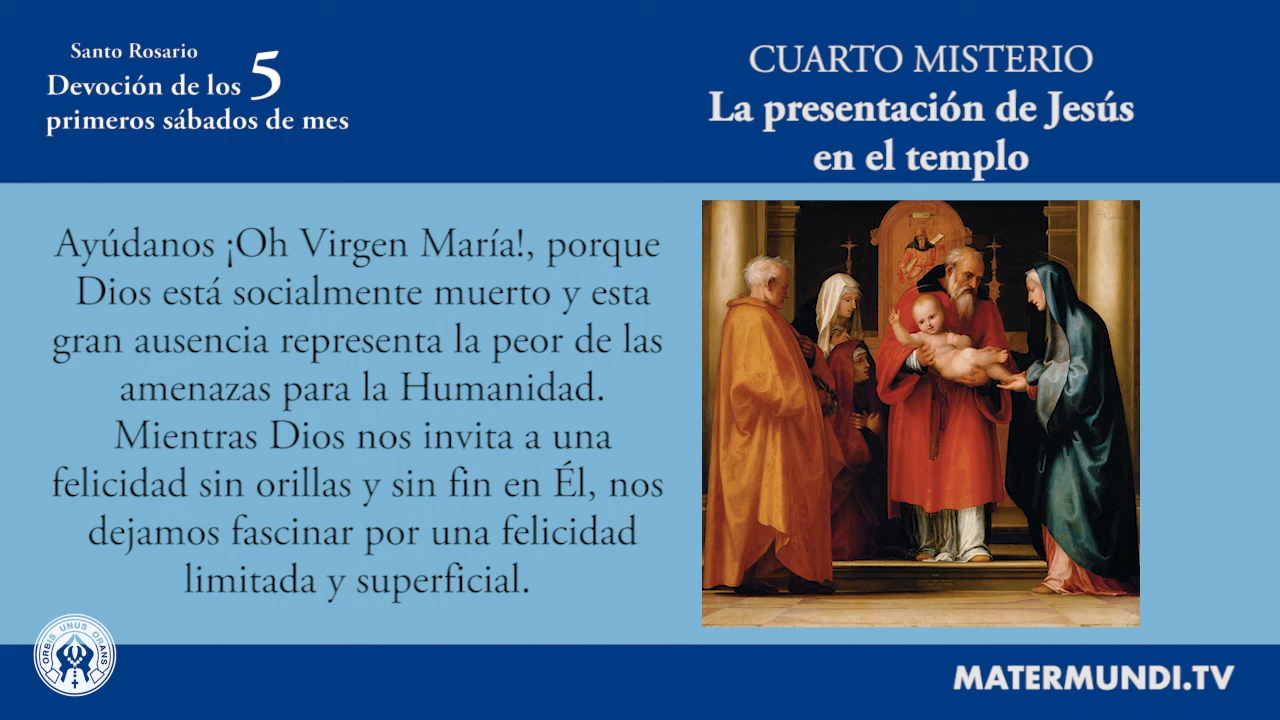 Santo Rosario
Devoción de los 5
primeros sábados de mes
CUARTO MISTERIO
La presentación de Jesús
en el templo
Ayúdanos ¡Oh Virgen María!, porque
Dios está socialmente muerto y esta
gran ausencia representa la peor de las
amenazas para la Humanidad.
Mientras Dios nos invita a una
felicidad sin orillas y sin fin en Él, nos
dejamos fascinar por una felicidad
limitada y superficial.
ORBIS UNUS ORANS
MATERMUNDI.TV